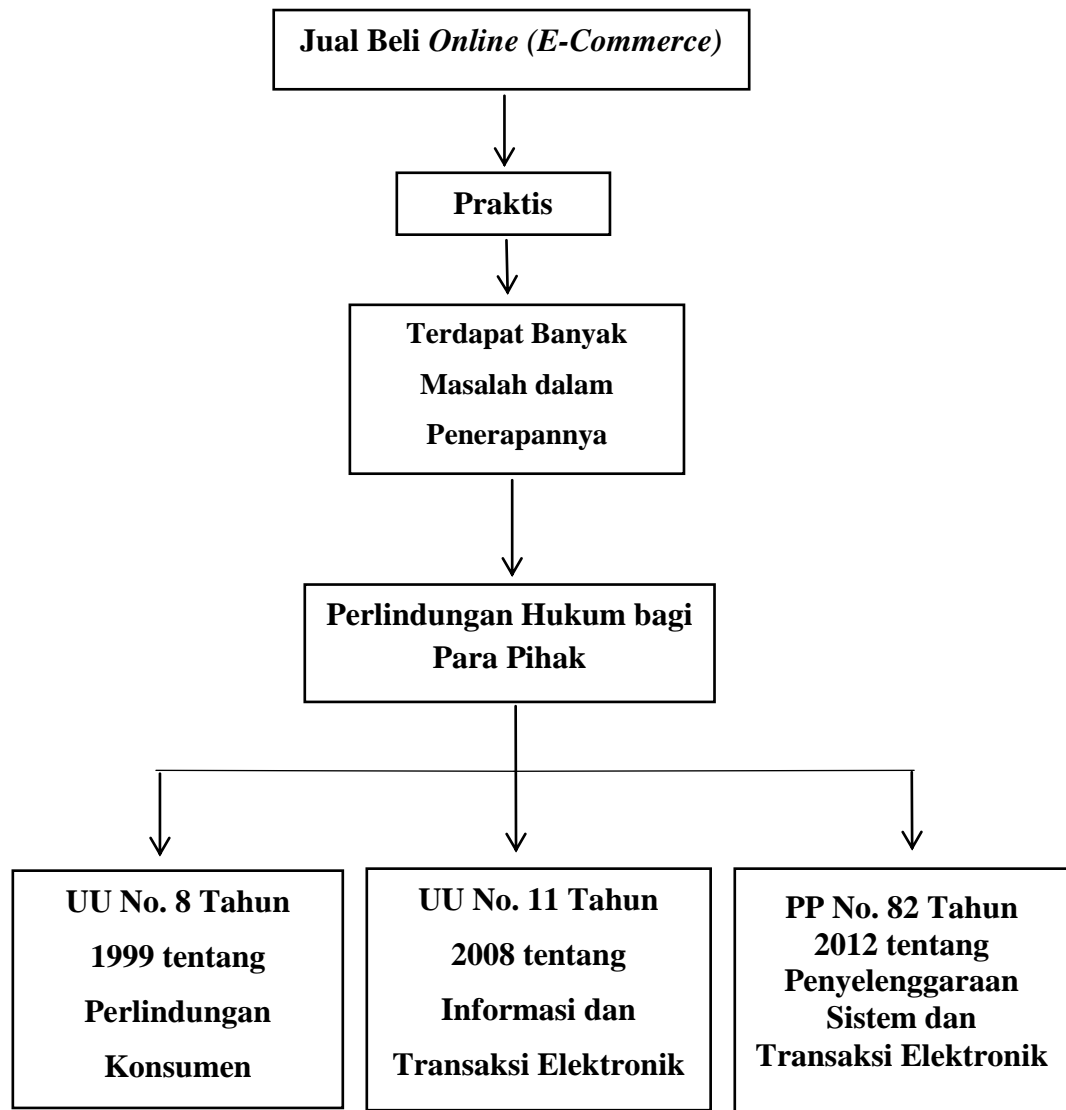 Jual Beli Online (E-Commerce)
Praktis
Terdapat Banyak
Masalah dalam
Penerapannya
Perlindungan Hukum bagi
Para Pihak
UU No. 8 Tahun
1999 tentang
Perlindungan
Konsumen
UU No. 11 Tahun
2008 tentang
Informasi dan
Transaksi Elektronik
PP No. 82 Tahun
2012 tentang
Penyelenggaraan
Sistem dan
Transaksi Elektronik